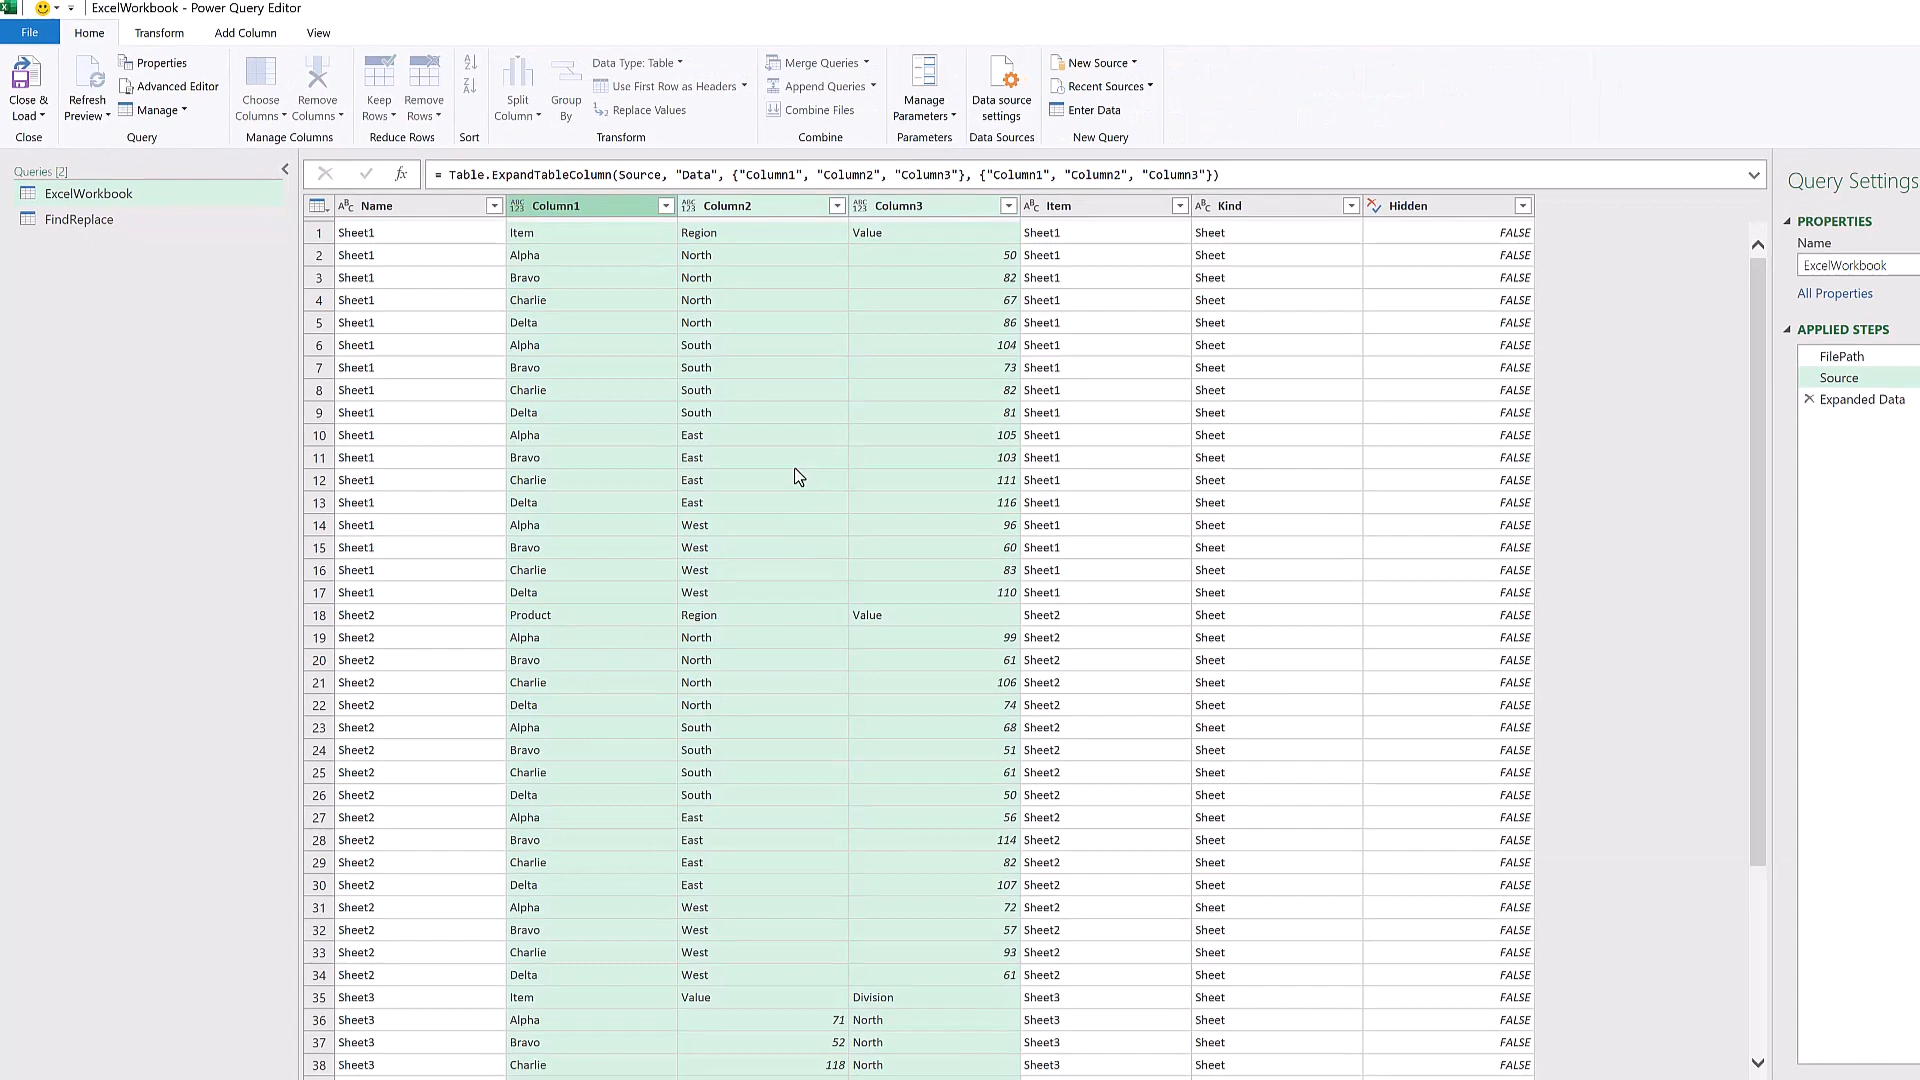 ExcelWorkbook - Power Query Editor
File Home Transform Add Column View
Close & Load
Close
Refresh Preview
Properties
Advanced Editor
Manage
Query
Choose Columns
Remove Columns
Manage Columns
Keep Rows
Remove Rows
Reduce Rows
Sort
Split Column
Group By
Data Type: Table
Use First Row as Headers
Replace Values
Transform
Merge Queries
Append Queries
Combine Files
Combine
Manage Parameters
Parameters
Data source settings
Data Sources
New Source
Recent Sources
Enter Data
New Query
Queries [2]
ExcelWorkbook
FindReplace
fx = Table.ExpandTableColumn(Source, "Data", {"Column1", "Column2", "Column3"}, {"Column1", "Column2", "Column3"})
Name Column1 Column2 Column3 Item Kind Hidden
1 Sheet1 Item Region Value Sheet1 Sheet FALSE
2 Sheet1 Alpha North 50 Sheet1 Sheet FALSE
3 Sheet1 Bravo North 82 Sheet1 Sheet FALSE
4 Sheet1 Charlie North 67 Sheet1 Sheet FALSE
5 Sheet1 Delta North 86 Sheet1 Sheet FALSE
6 Sheet1 Alpha South 104 Sheet1 Sheet FALSE
7 Sheet1 Bravo South 73 Sheet1 Sheet FALSE
8 Sheet1 Charlie South 82 Sheet1 Sheet FALSE
9 Sheet1 Delta South 81 Sheet1 Sheet FALSE
10 Sheet1 Alpha East 105 Sheet1 Sheet FALSE
11 Sheet1 Bravo East 103 Sheet1 Sheet FALSE
12 Sheet1 Charlie East 111 Sheet1 Sheet FALSE
13 Sheet1 Delta East 116 Sheet1 Sheet FALSE
14 Sheet1 Alpha West 96 Sheet1 Sheet FALSE
15 Sheet1 Bravo West 60 Sheet1 Sheet FALSE
16 Sheet1 Charlie West 83 Sheet1 Sheet FALSE
17 Sheet1 Delta West 110 Sheet1 Sheet FALSE
18 Sheet2 Product Region Value Sheet2 Sheet FALSE
19 Sheet2 Alpha North 99 Sheet2 Sheet FALSE
20 Sheet2 Bravo North 61 Sheet2 Sheet FALSE
21 Sheet2 Charlie North 106 Sheet2 Sheet FALSE
22 Sheet2 Delta North 74 Sheet2 Sheet FALSE
23 Sheet2 Alpha South 68 Sheet2 Sheet FALSE
24 Sheet2 Bravo South 51 Sheet2 Sheet FALSE
25 Sheet2 Charlie South 61 Sheet2 Sheet FALSE
26 Sheet2 Delta South 50 Sheet2 Sheet FALSE
27 Sheet2 Alpha East 56 Sheet2 Sheet FALSE
28 Sheet2 Bravo East 114 Sheet2 Sheet FALSE
29 Sheet2 Charlie East 82 Sheet2 Sheet FALSE
30 Sheet2 Delta East 107 Sheet2 Sheet FALSE
31 Sheet2 Alpha West 72 Sheet2 Sheet FALSE
32 Sheet2 Bravo West 57 Sheet2 Sheet FALSE
33 Sheet2 Charlie West 93 Sheet2 Sheet FALSE
34 Sheet2 Delta West 61 Sheet2 Sheet FALSE
35 Sheet3 Item Value Division Sheet3 Sheet FALSE
36 Sheet3 Alpha 71 North Sheet3 Sheet FALSE
37 Sheet3 Bravo 52 North Sheet3 Sheet FALSE
38 Sheet3 Charlie 118 North Sheet3 Sheet FALSE
Query Settings
PROPERTIES
Name
ExcelWorkbook
All Properties
APPLIED STEPS
FilePath
Source
Expanded Data